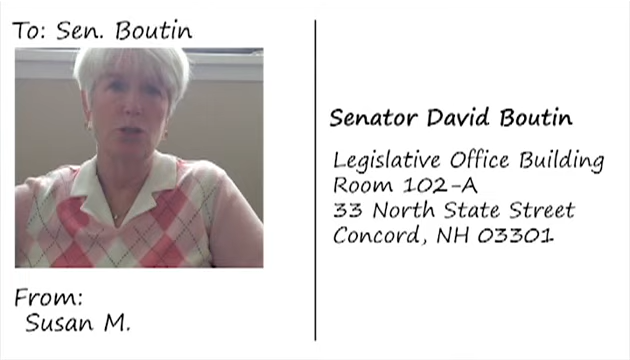 To: Sen. Boutin
From:
Susan M.
Senator David Boutin
Legislative Office Building
Room 102-A
33 North State Street
Concord, NH 03301